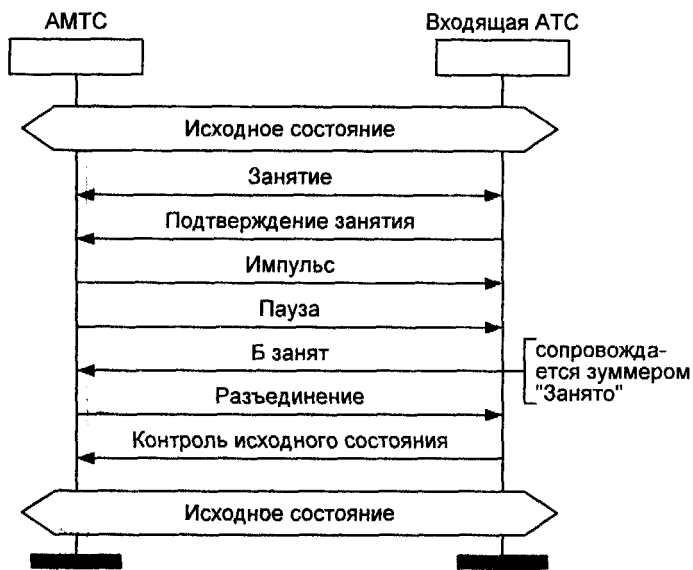 АМТС
Входящая АТС
Исходное состояние
Занятие
Подтверждение занятия
Импульс
Пауза
Б занят
сопровожда-
ется зуммером
"Занято"
Разъединение
Контроль исходного состояния
Исходное состояние